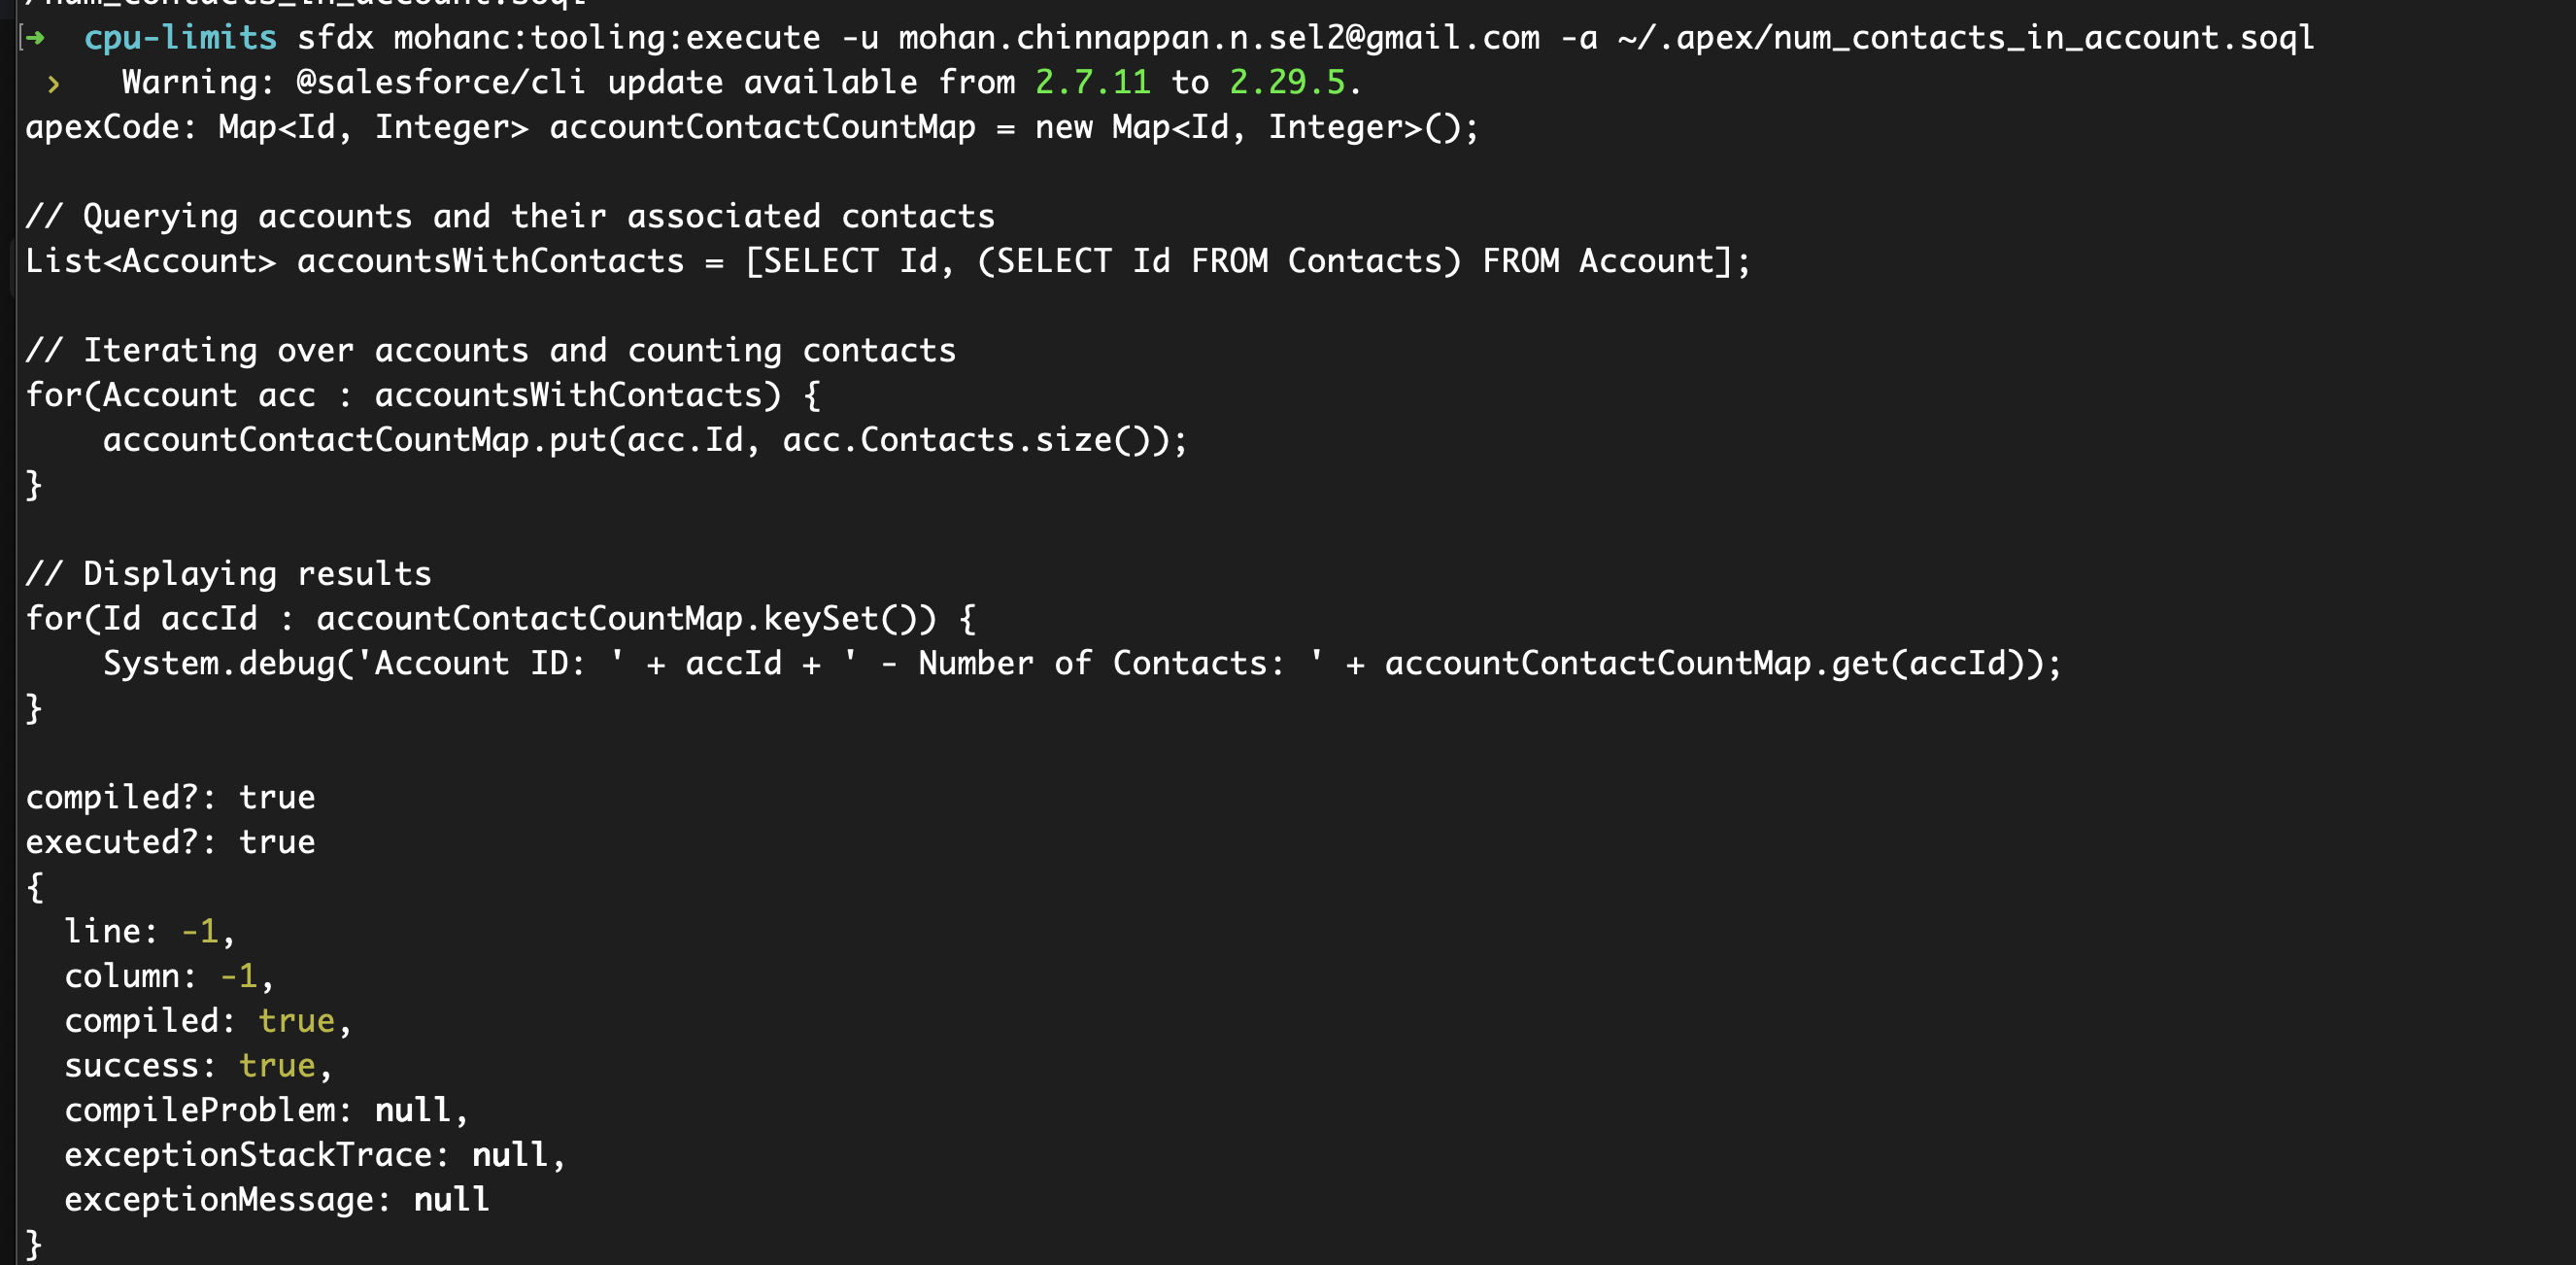 /num_contacts_in_account.soql
[➜  cpu-limits sfdx mohanc:tooling:execute -u mohan.chinnappan.n.sel2@gmail.com -a ~/.apex/num_contacts_in_account.soql
 ›   Warning: @salesforce/cli update available from 2.7.11 to 2.29.5.
apexCode: Map<Id, Integer> accountContactCountMap = new Map<Id, Integer>();

// Querying accounts and their associated contacts
List<Account> accountsWithContacts = [SELECT Id, (SELECT Id FROM Contacts) FROM Account];

// Iterating over accounts and counting contacts
for(Account acc : accountsWithContacts) {
    accountContactCountMap.put(acc.Id, acc.Contacts.size());
}

// Displaying results
for(Id accId : accountContactCountMap.keySet()) {
    System.debug('Account ID: ' + accId + ' - Number of Contacts: ' + accountContactCountMap.get(accId));
}

compiled?: true
executed?: true
{
  line: -1,
  column: -1,
  compiled: true,
  success: true,
  compileProblem: null,
  exceptionStackTrace: null,
  exceptionMessage: null
}